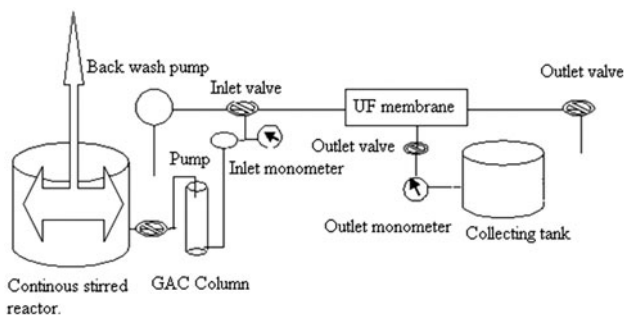 Back wash pump
Inlet valve
Outlet valve
UF membrane
Outlet valve
Pump
Inlet monometer
Outlet monometer
Collecting tank
Continous stirred
reactor.
GAC Column